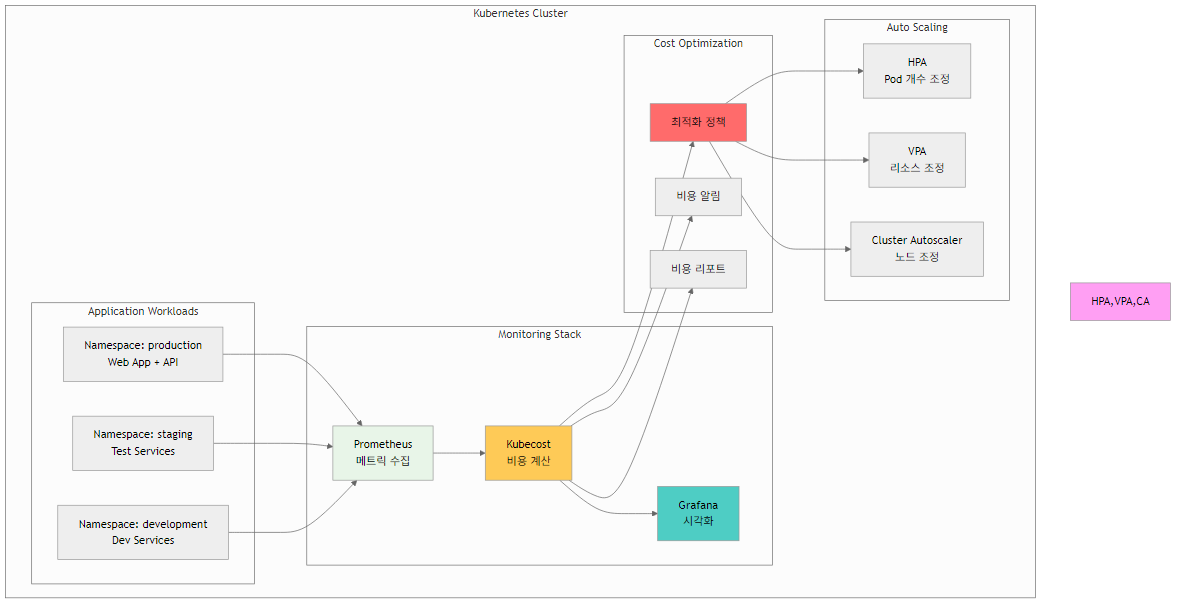 Kubernetes Cluster
Application Workloads
Namespace: production
Web App + API
Namespace: staging
Test Services
Namespace: development
Dev Services
Monitoring Stack
Prometheus
메트릭 수집
Kubecost
비용 계산
Grafana
시각화
Cost Optimization
최적화 정책
비용 알림
비용 리포트
Auto Scaling
HPA
Pod 개수 조정
VPA
리소스 조정
Cluster Autoscaler
노드 조정
HPA,VPA,CA